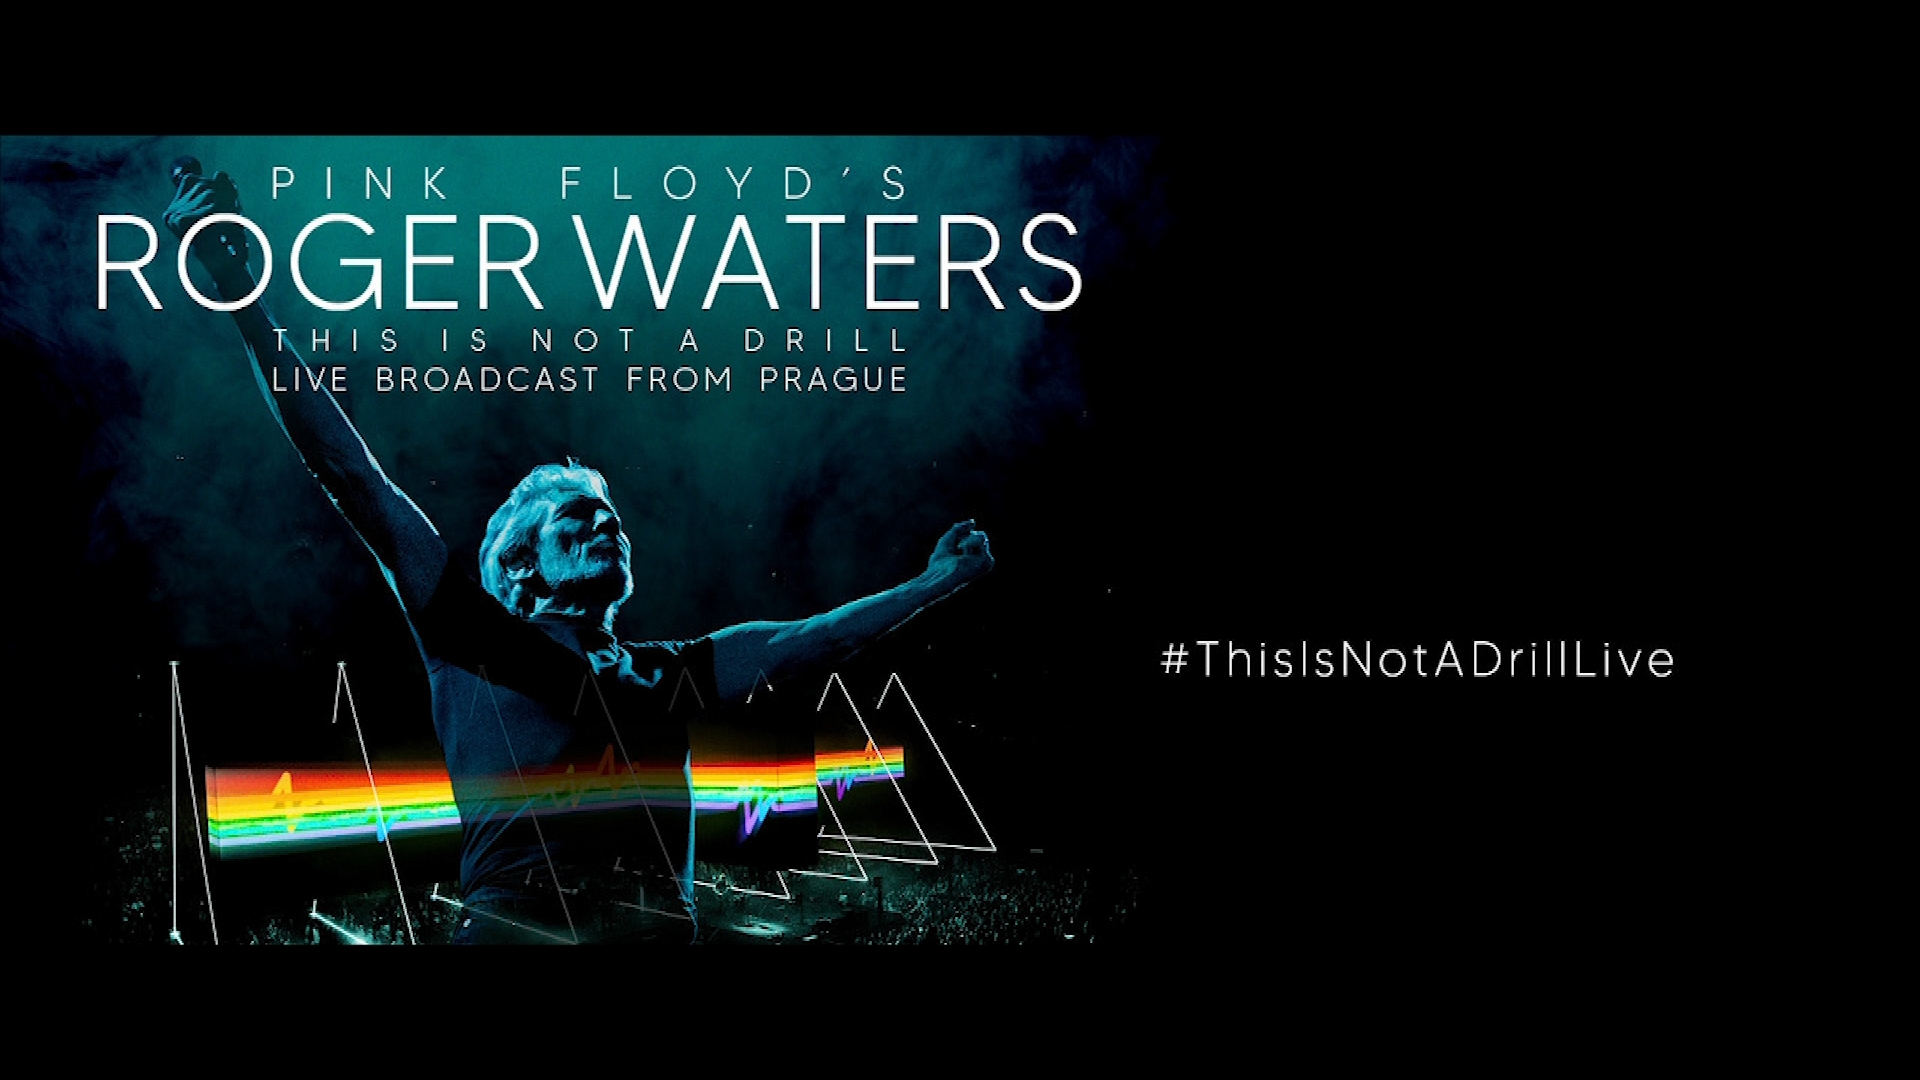 PINK FLOYD'S
ROGER WATERS
THIS IS NOT A DRILL
LIVE BROADCAST FROM PRAGUE
#ThisIsNotADrillLive